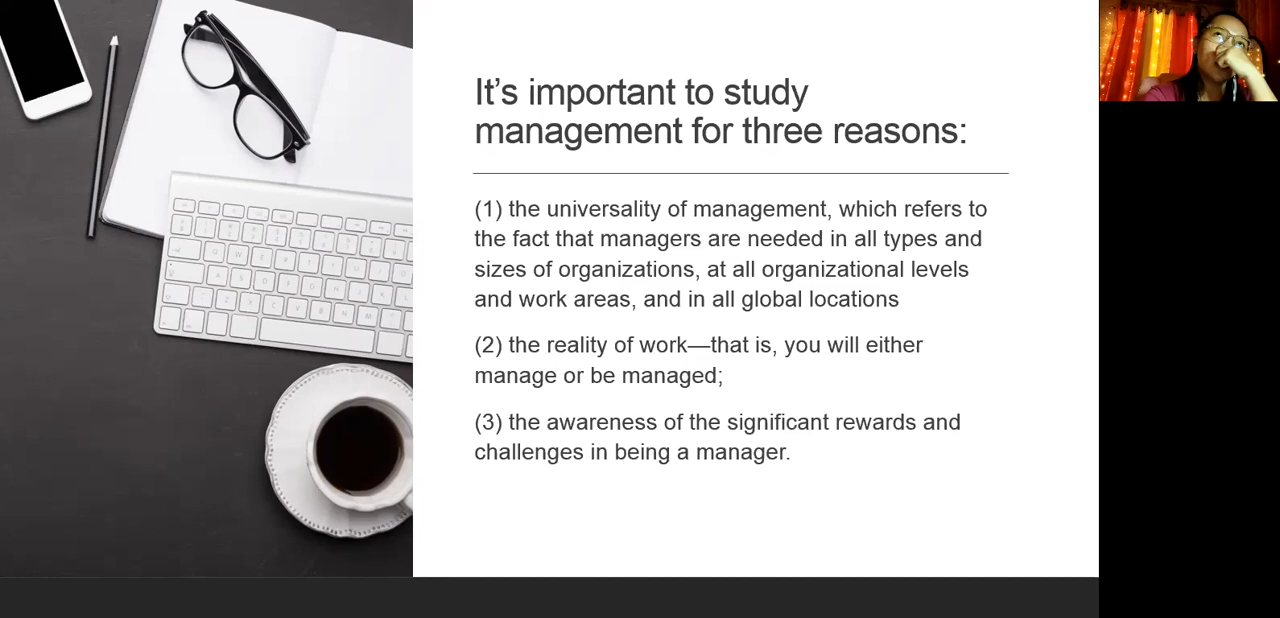 It’s important to study
management for three reasons:
(1) the universality of management, which refers to
the fact that managers are needed in all types and
sizes of organizations, at all organizational levels
and work areas, and in all global locations
(2) the reality of work—that is, you will either
manage or be managed;
(3) the awareness of the significant rewards and
challenges in being a manager.